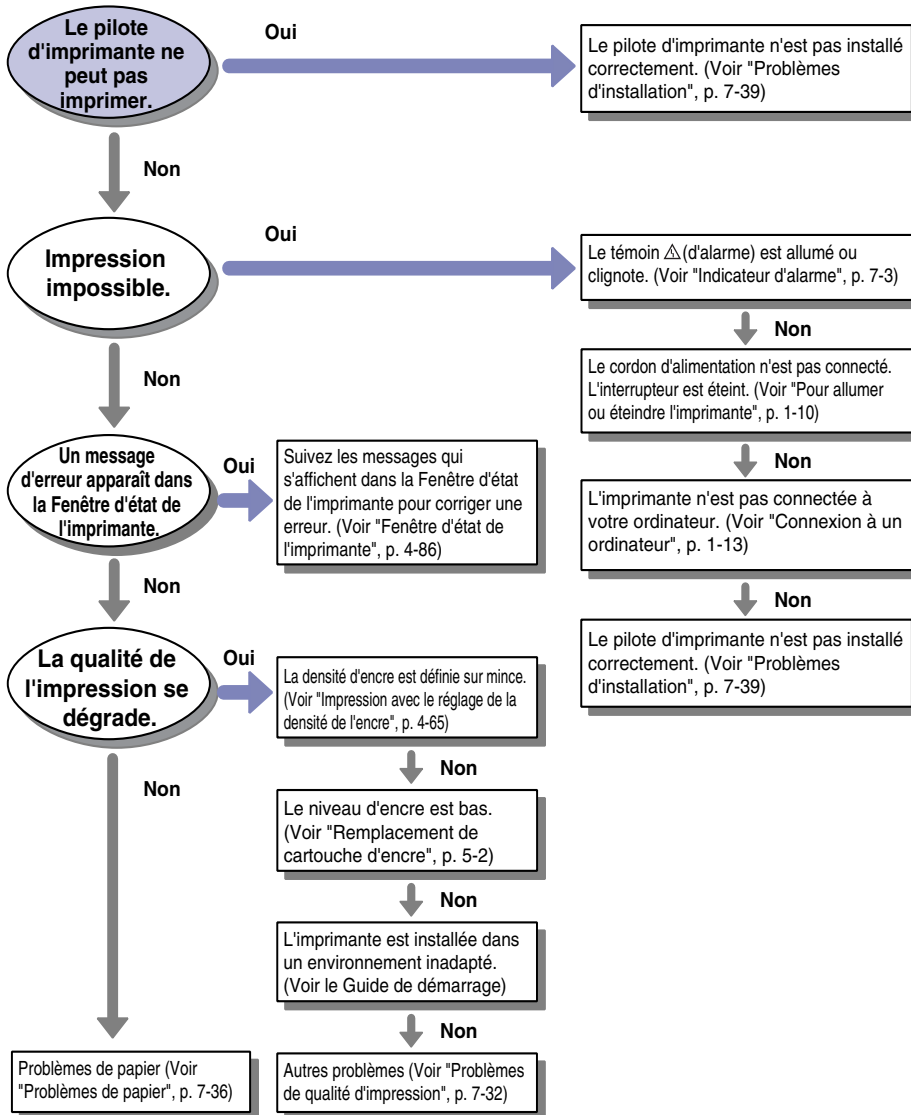 Le pilote
d'imprimante ne
peut pas
imprimer.
Oui
Le pilote d'imprimante n'est pas installé
correctement. (Voir "Problèmes
d'installation", p. 7-39)
Non
Impression
impossible.
Oui
Le témoin ⚠(d'alarme) est allumé ou
clignote. (Voir "Indicateur d'alarme", p. 7-3)
Non
Le cordon d'alimentation n'est pas connecté.
L'interrupteur est éteint. (Voir "Pour allumer
ou éteindre l'imprimante", p. 1-10)
Non
L'imprimante n'est pas connectée à
votre ordinateur. (Voir "Connexion à un
ordinateur", p. 1-13)
Non
Le pilote d'imprimante n'est pas installé
correctement. (Voir "Problèmes
d'installation", p. 7-39)
Non
Un message
d'erreur apparaît dans
la Fenêtre d'état de
l'imprimante.
Oui
Suivez les messages qui
s'affichent dans la Fenêtre d'état
de l'imprimante pour corriger une
erreur. (Voir "Fenêtre d'état de
l'imprimante", p. 4-86)
Non
La qualité de
l'impression se
dégrade.
Oui
La densité d'encre est définie sur mince.
(Voir "Impression avec le réglage de la
densité de l'encre", p. 4-65)
Non
Le niveau d'encre est bas.
(Voir "Remplacement de
cartouche d'encre", p. 5-2)
Non
L'imprimante est installée dans
un environnement inadapté.
(Voir le Guide de démarrage)
Non
Autres problèmes (Voir "Problèmes
de qualité d'impression", p. 7-32)
Non
Problèmes de papier (Voir
"Problèmes de papier", p. 7-36)